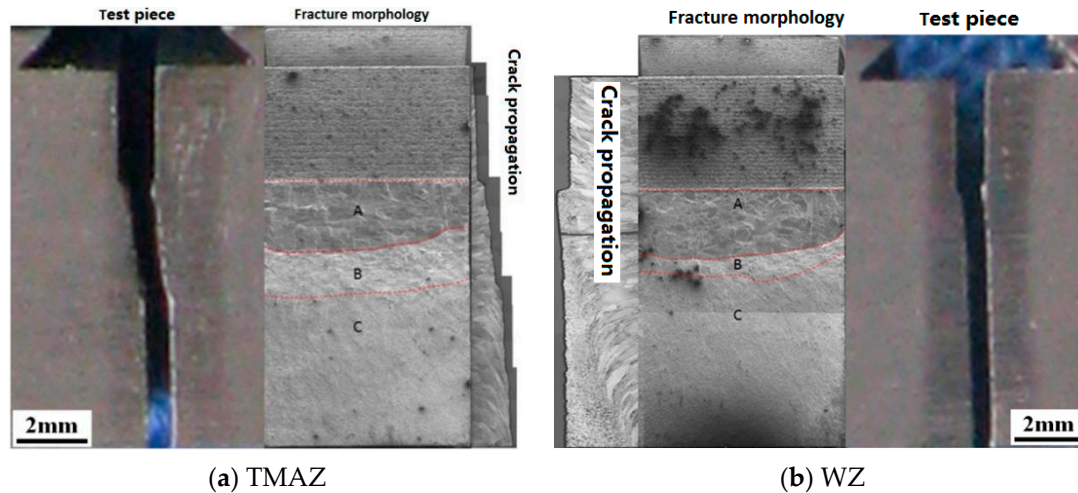 Test piece
Fracture morphology
Crack propagation
A
B
C
2mm
(a) TMAZ
Fracture morphology
Test piece
Crack propagation
A
B
C
2mm
(b) WZ